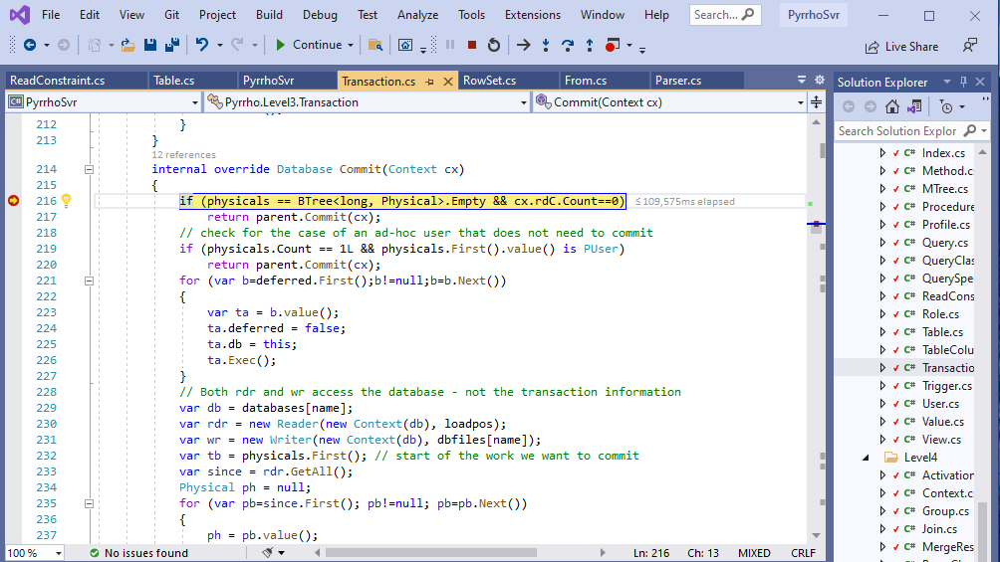 File Edit View Git Project Build Debug Test Analyze Tools Extensions Window Help Search... PyrrhoSvr
Continue Live Share
ReadConstraint.cs Table.cs PyrrhoSvr Transaction.cs RowSet.cs From.cs Parser.cs
PyrrhoSvr Pyrrho.Level3.Transaction Commit(Context cx)
212 }
213 }
12 references
214 internal override Database Commit(Context cx)
215 {
216 if (physicals == BTree<long, Physical>.Empty && cx.rdC.Count==0) ≤109,575ms elapsed
217 return parent.Commit(cx);
218 // check for the case of an ad-hoc user that does not need to commit
219 if (physicals.Count == 1L && physicals.First().value() is PUser)
220 return parent.Commit(cx);
221 for (var b=deferred.First();b!=null;b=b.Next())
222 {
223 var ta = b.value();
224 ta.deferred = false;
225 ta.db = this;
226 ta.Exec();
227 }
228 // Both rdr and wr access the database - not the transaction information
229 var db = databases[name];
230 var rdr = new Reader(new Context(db), loadpos);
231 var wr = new Writer(new Context(db), dbfiles[name]);
232 var tb = physicals.First(); // start of the work we want to commit
233 var since = rdr.GetAll();
234 Physical ph = null;
235 for (var pb=since.First(); pb!=null; pb=pb.Next())
236 {
237 ph = pb.value();
100 % No issues found Ln: 216 Ch: 13 MIXED CRLF
Solution Explorer
Search Solution Explor
C# Index.cs
C# Method.c
C# MTree.cs
C# Procedure
C# Profile.cs
C# Query.cs
C# QueryClas
C# QuerySpe
C# ReadCons
C# Role.cs
C# Table.cs
C# TableColu
C# Transactio
C# Trigger.cs
C# User.cs
C# Value.cs
C# View.cs
Level4
C# Activation
C# Context.c
C# Group.cs
C# Join.cs
C# MergeRes